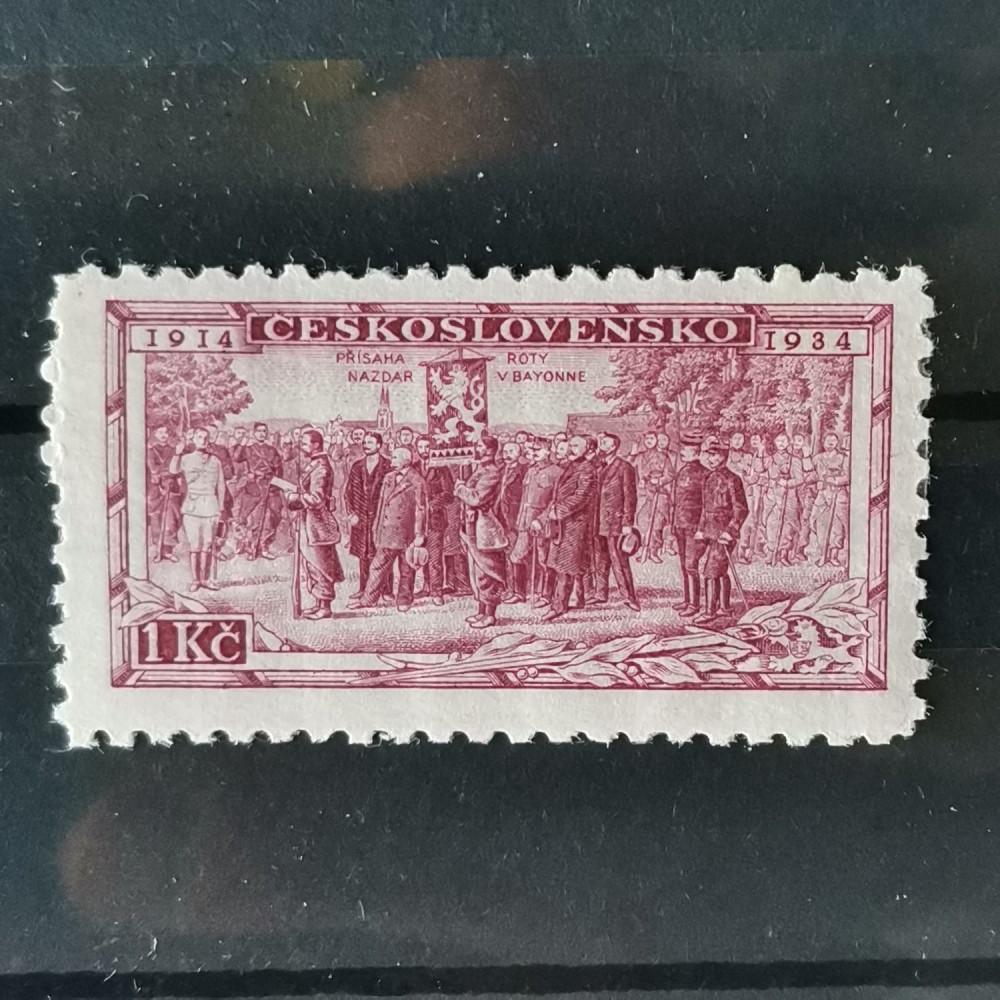 1914 ČESKOSLOVENSKO 1934
PŘÍSAHA ROTY
NAZDAR V BAYONNE
1 Kč